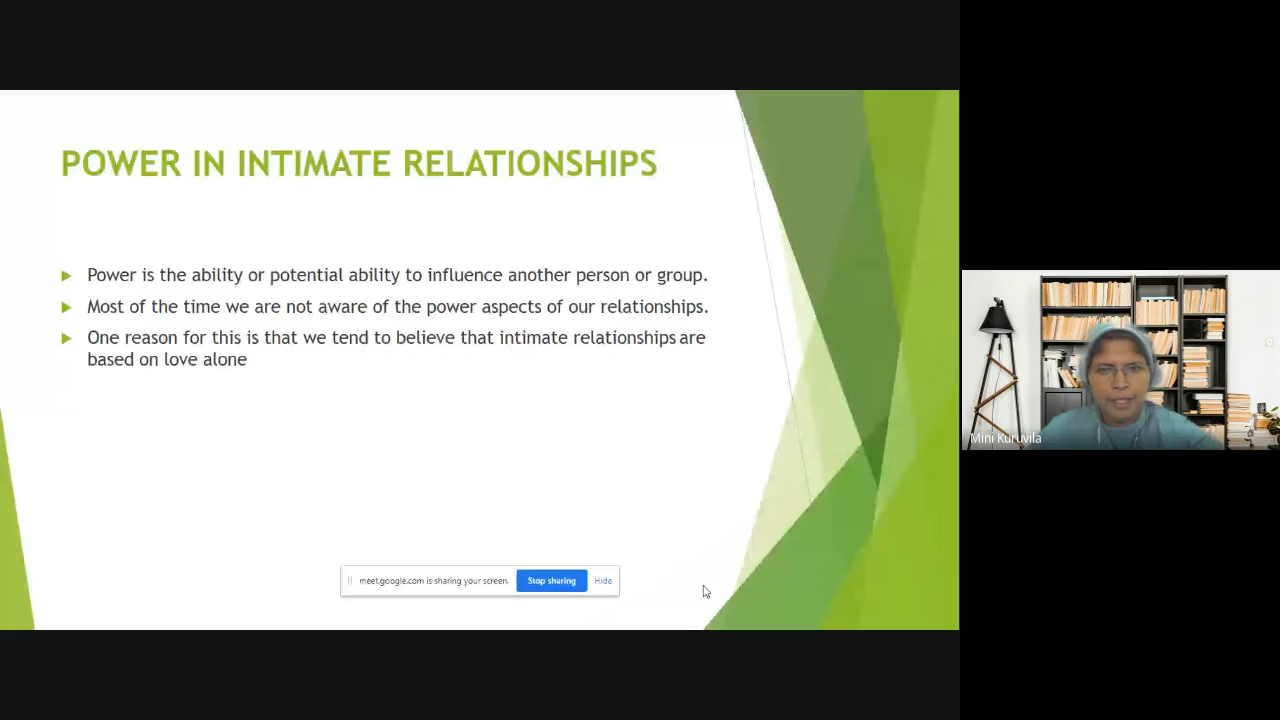 POWER IN INTIMATE RELATIONSHIPS
Power is the ability or potential ability to influence another person or group.
Most of the time we are not aware of the power aspects of our relationships.
One reason for this is that we tend to believe that intimate relationships are
based on love alone
meet.google.com is sharing your screen. Stop sharing Hide
Mini Kuruvila